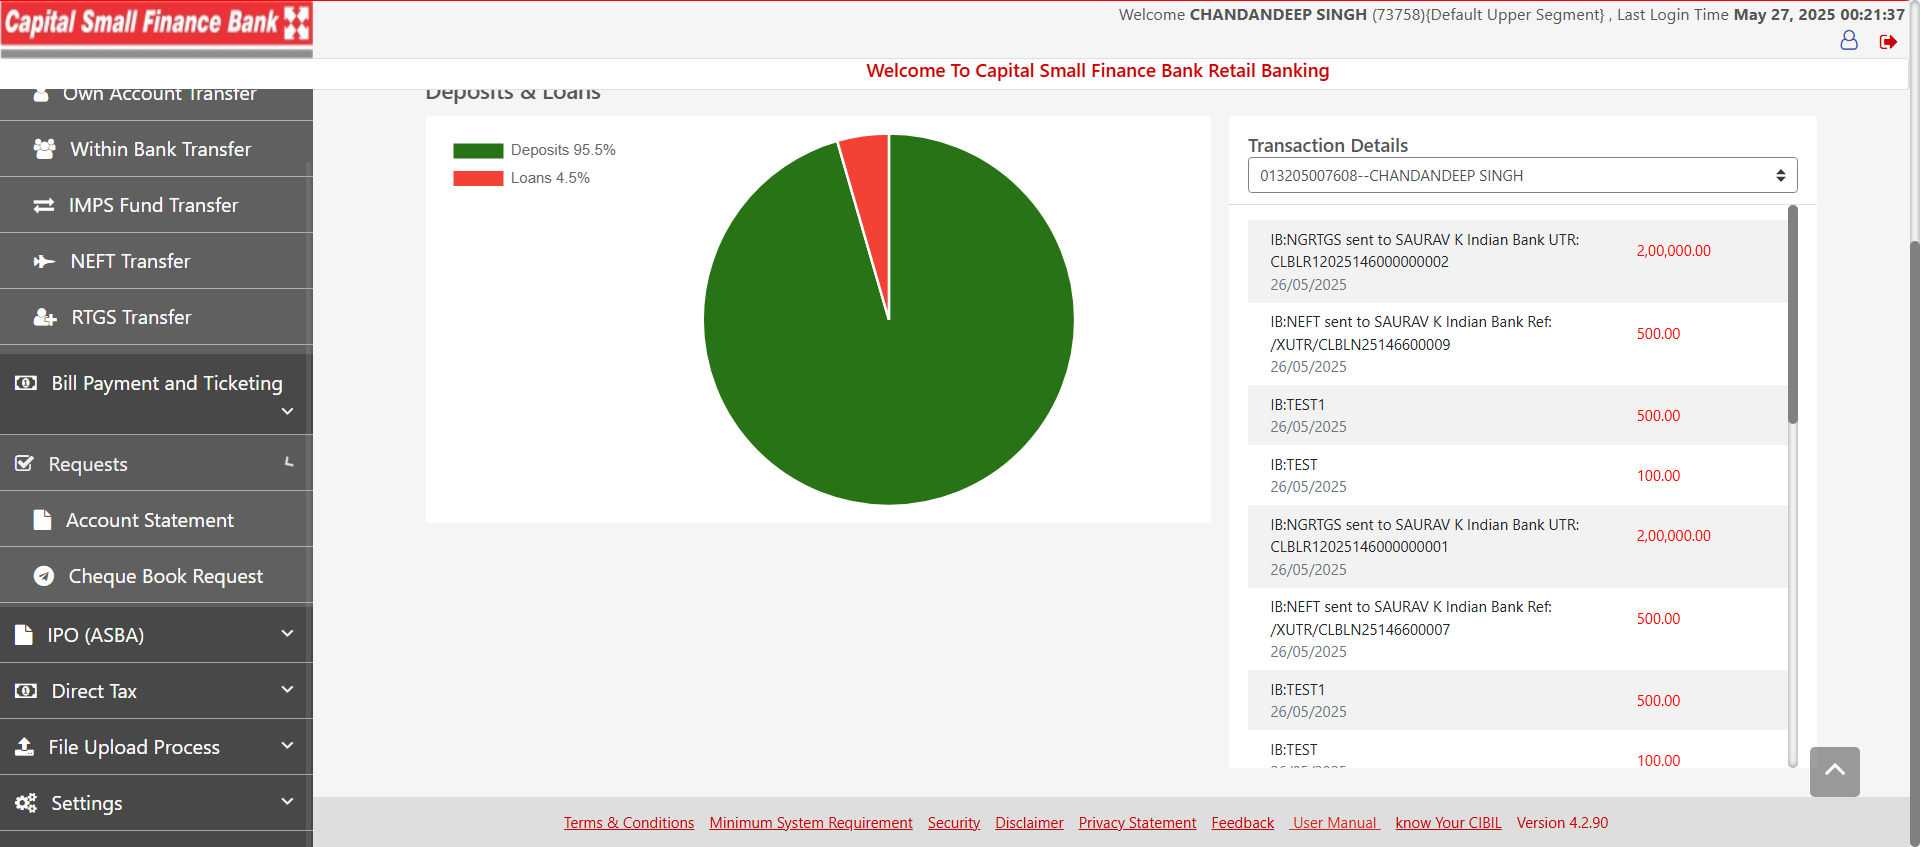 Capital Small Finance Bank
Welcome CHANDANDEEP SINGH (73758){Default Upper Segment} , Last Login Time May 27, 2025 00:21:37
Welcome To Capital Small Finance Bank Retail Banking
Own Account Transfer
Within Bank Transfer
IMPS Fund Transfer
NEFT Transfer
RTGS Transfer
Bill Payment and Ticketing
Requests
Account Statement
Cheque Book Request
IPO (ASBA)
Direct Tax
File Upload Process
Settings
Deposits & Loans
Deposits 95.5%
Loans 4.5%
Transaction Details
013205007608--CHANDANDEEP SINGH
IB:NGRTGS sent to SAURAV K Indian Bank UTR:
CLBLR12025146000000002
26/05/2025
2,00,000.00
IB:NEFT sent to SAURAV K Indian Bank Ref:
/XUTR/CLBLN25146600009
26/05/2025
500.00
IB:TEST1
26/05/2025
500.00
IB:TEST
26/05/2025
100.00
IB:NGRTGS sent to SAURAV K Indian Bank UTR:
CLBLR12025146000000001
26/05/2025
2,00,000.00
IB:NEFT sent to SAURAV K Indian Bank Ref:
/XUTR/CLBLN25146600007
26/05/2025
500.00
IB:TEST1
26/05/2025
500.00
IB:TEST
100.00
Terms & Conditions Minimum System Requirement Security Disclaimer Privacy Statement Feedback User Manual know Your CIBIL Version 4.2.90